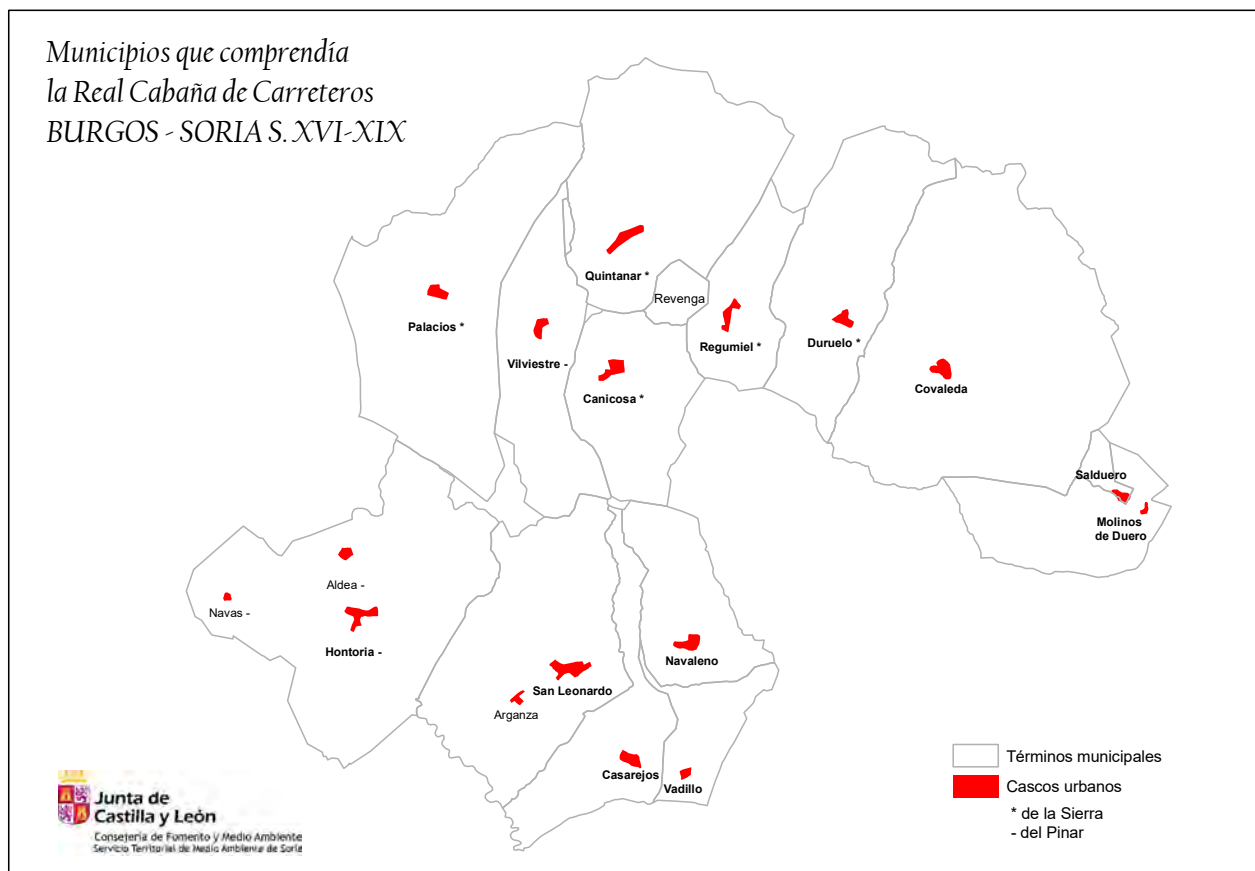 Municipios que comprendía
la Real Cabaña de Carreteros
BURGOS - SORIA S. XVI-XIX
Quintanar *
Revenga
Palacios *
Vilviestre -
Regumiel *
Duruelo *
Canicosa *
Covaleda
Salduero
Molinos
de Duero
Aldea -
Navas -
Hontoria -
Navaleno
San Leonardo
Arganza
Casarejos
Vadillo
Términos municipales
Cascos urbanos
* de la Sierra
- del Pinar
Junta de
Castilla y León
Consejería de Fomento y Medio Ambiente
Servicio Territorial de Medio Ambiente de Soria